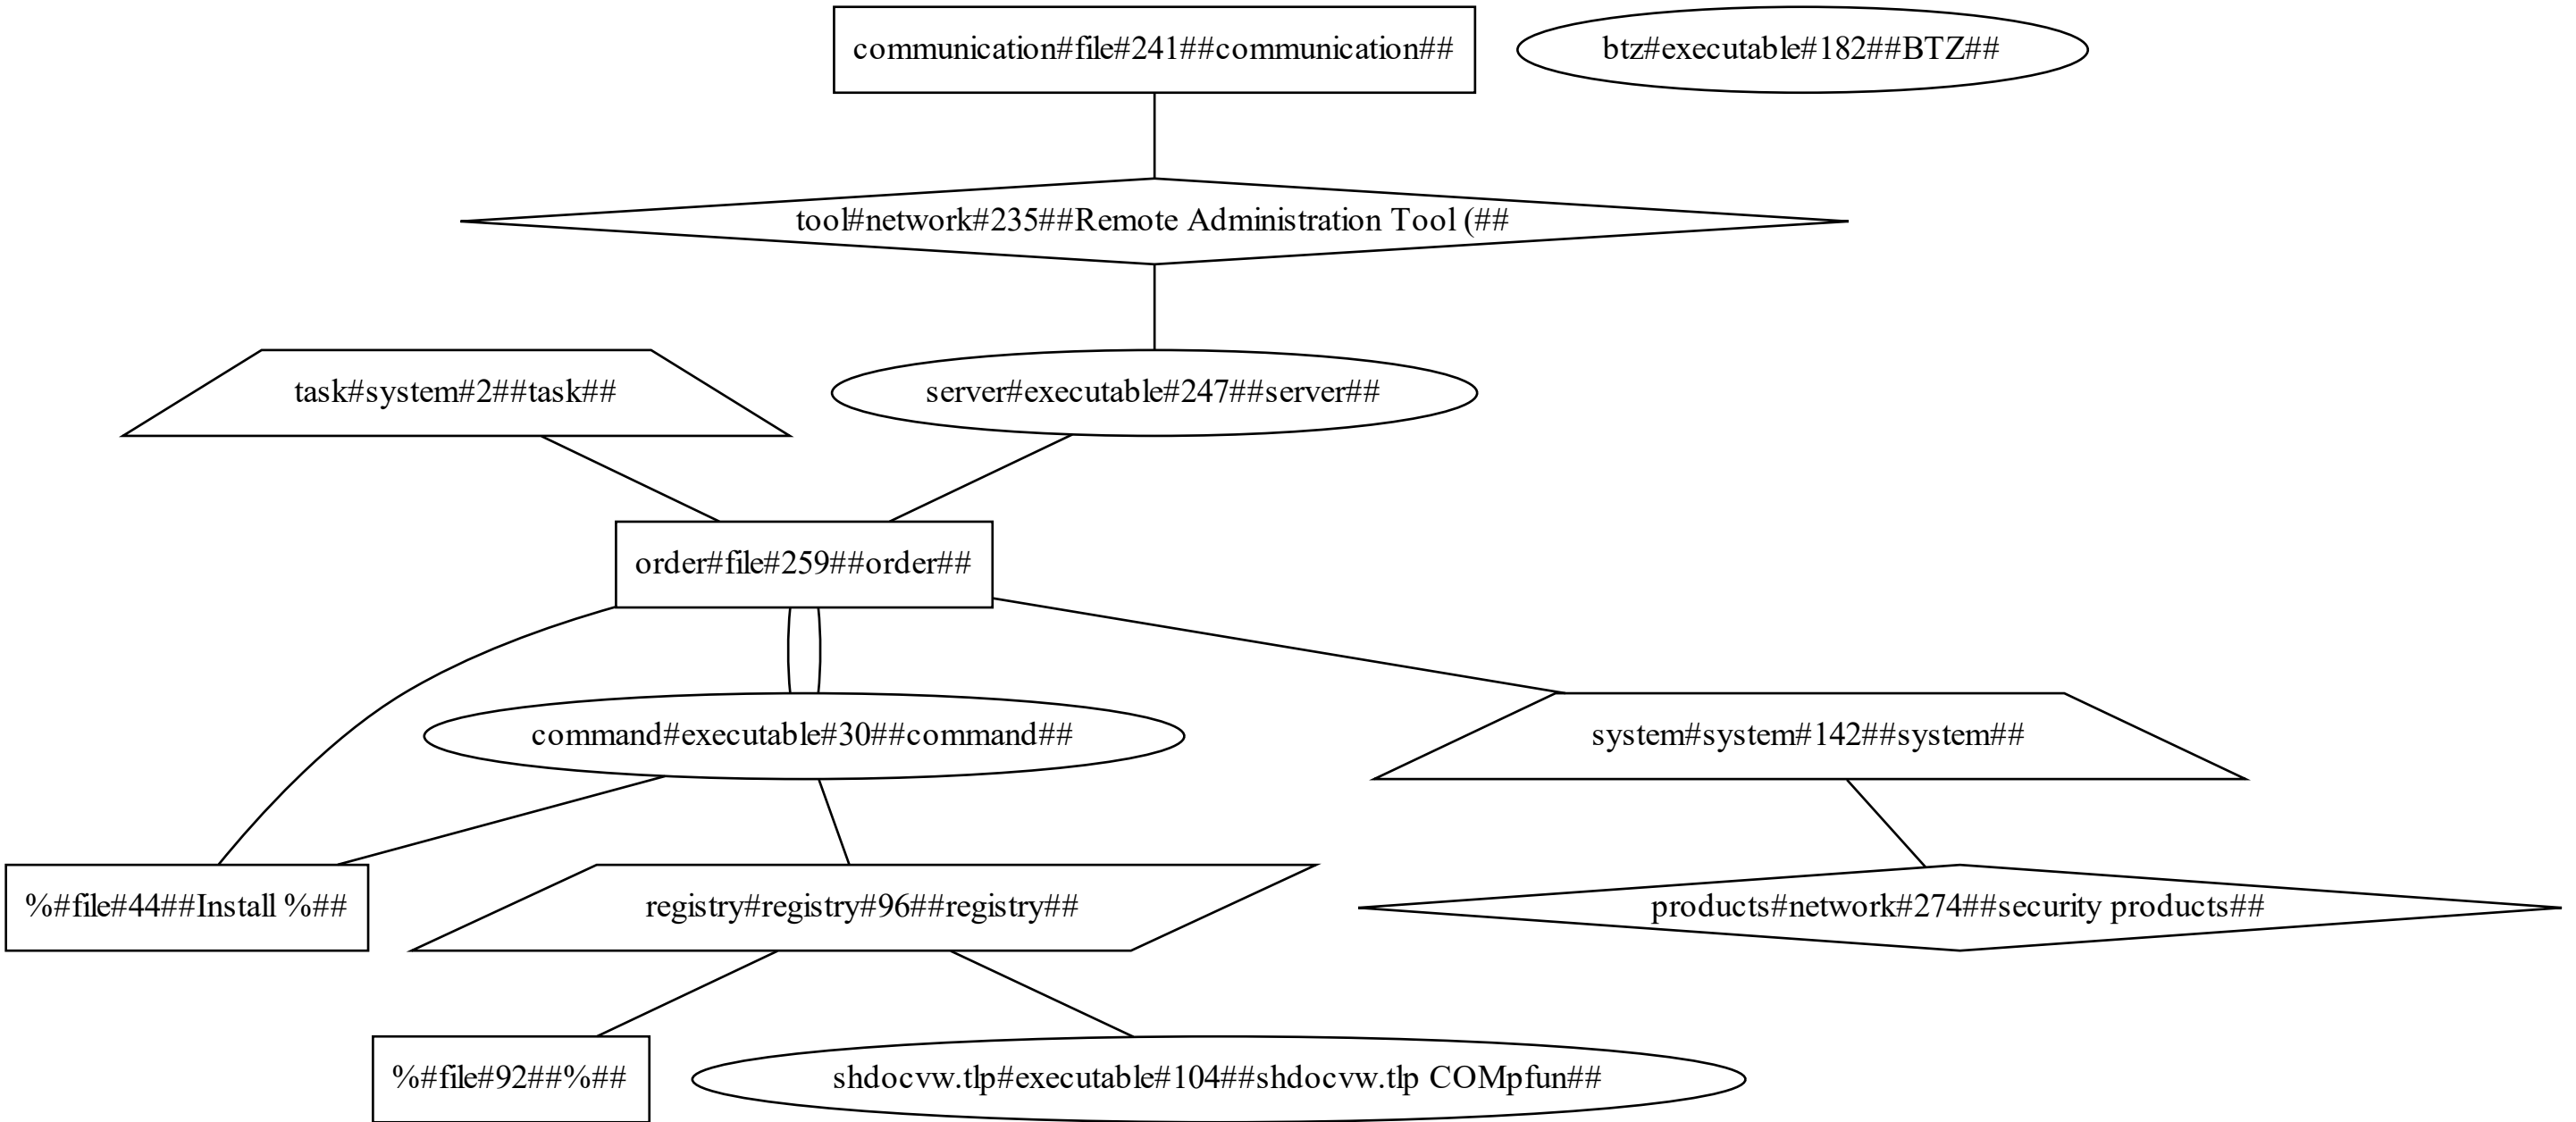 communication#file#241##communication##
btz#executable#182##BTZ##
tool#network#235##Remote Administration Tool (##
task#system#2##task##
server#executable#247##server##
order#file#259##order##
command#executable#30##command##
system#system#142##system##
%#file#44##Install %##
registry#registry#96##registry##
products#network#274##security products##
%#file#92##%##
shdocvw.tlp#executable#104##shdocvw.tlp COMpfun##